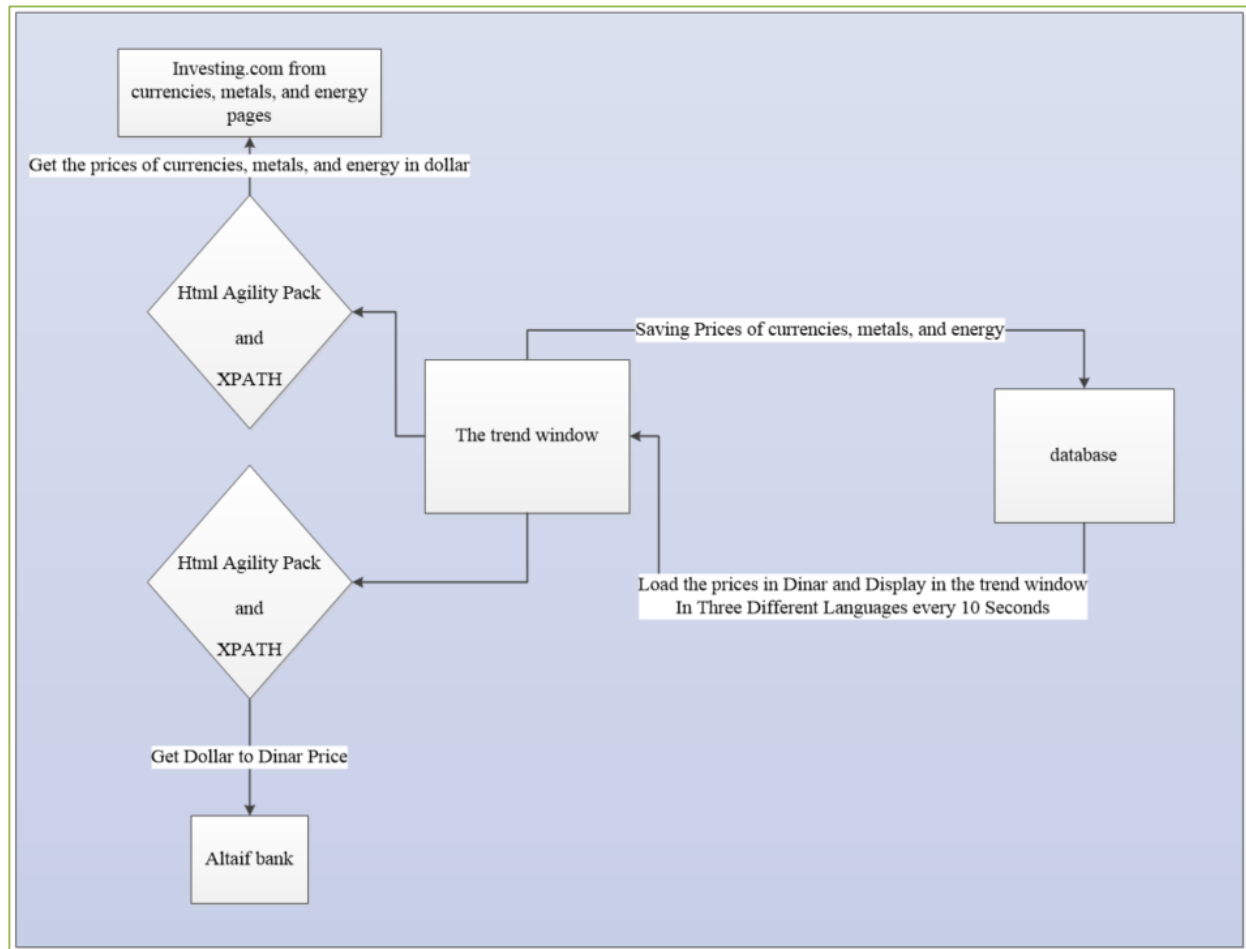 Investing.com from
currencies, metals, and energy
pages
Get the prices of currencies, metals, and energy in dollar
Html Agility Pack
and
XPATH
Saving Prices of currencies, metals, and energy
The trend window
database
Html Agility Pack
and
XPATH
Load the prices in Dinar and Display in the trend window
In Three Different Languages every 10 Seconds
Get Dollar to Dinar Price
Altaif bank